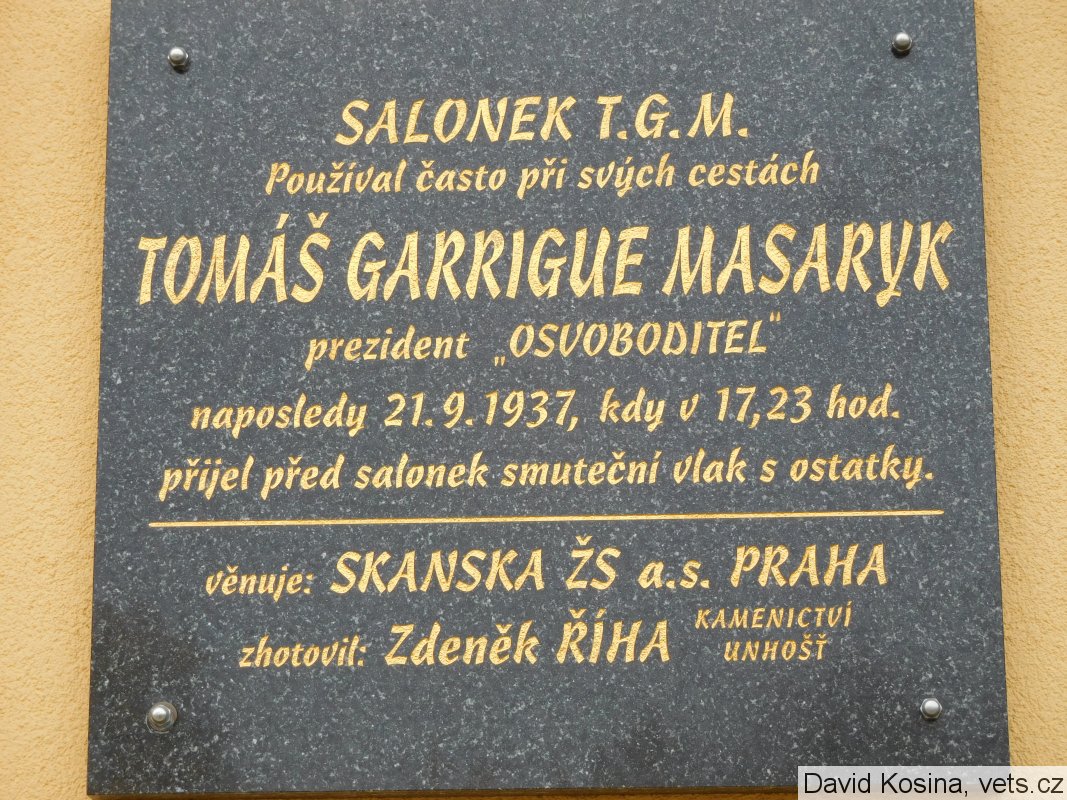 SALONEK T.G.M.
Používal často při svých cestách
TOMÁŠ GARRIGUE MASARYK
prezident „OSVOBODITEL"
naposledy 21.9.1937, kdy v 17,23 hod.
přijel před salonek smuteční vlak s ostatky.
věnuje: SKANSKA ŽS a.s. PRAHA
zhotovil: Zdeněk ŘÍHA KAMENICTVÍ
UNHOŠŤ
David Kosina, vets.cz